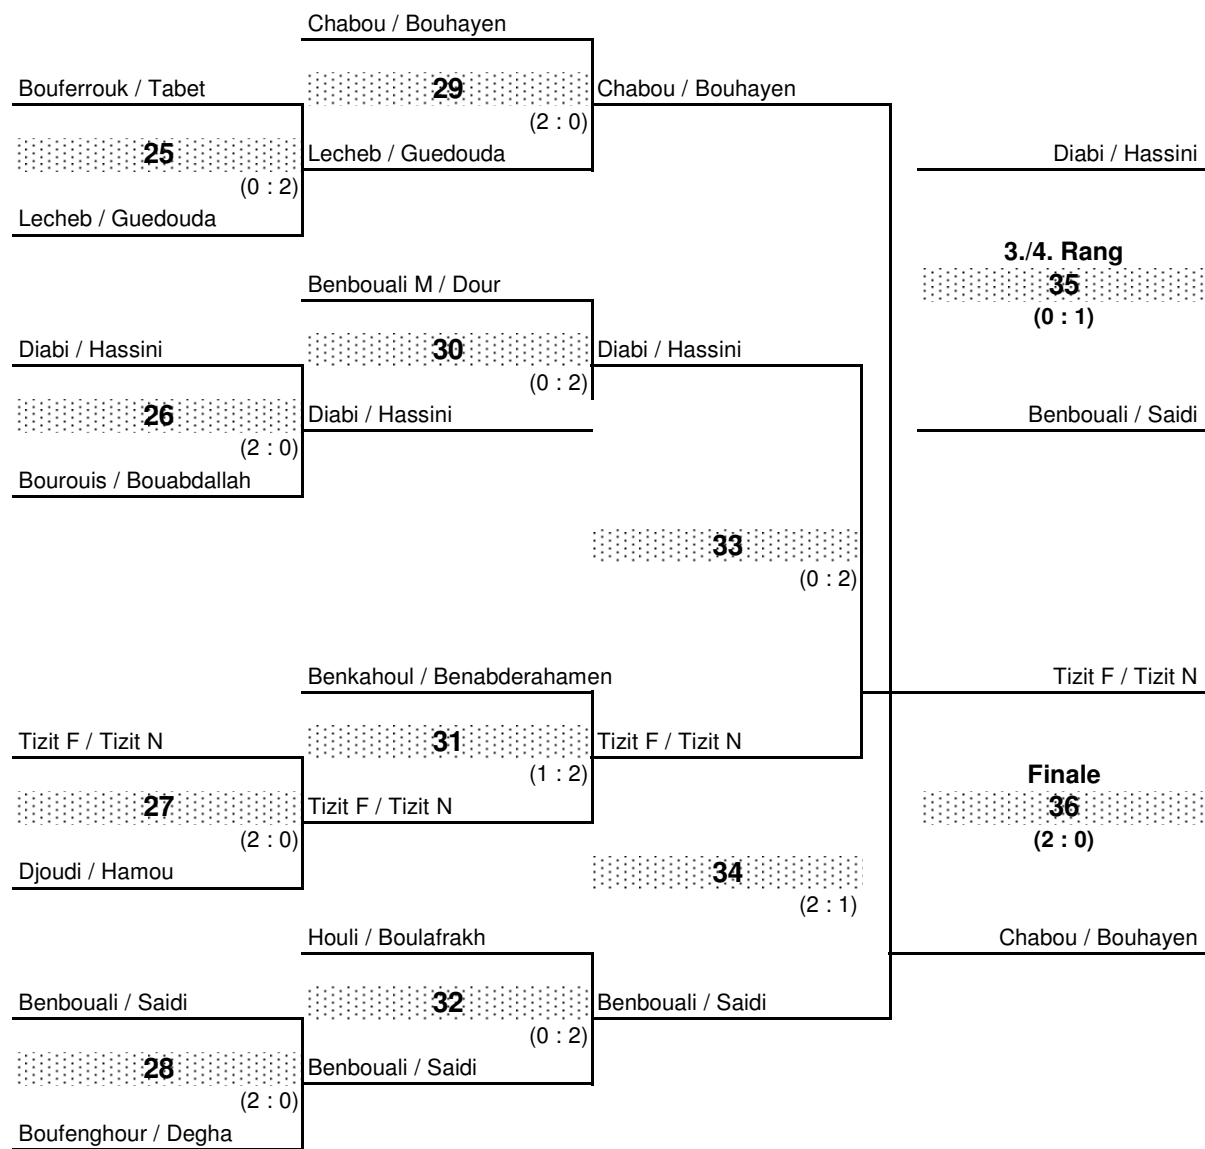 Chabou / Bouhayen
Bouferrouk / Tabet
29
Chabou / Bouhayen
(2 : 0)
25
Lecheb / Guedouda
Diabi / Hassini
(0 : 2)
Lecheb / Guedouda
3./4. Rang
Benbouali M / Dour
35
(0 : 1)
Diabi / Hassini
30
Diabi / Hassini
(0 : 2)
26
Diabi / Hassini
Benbouali / Saidi
(2 : 0)
Bourouis / Bouabdallah
33
(0 : 2)
Benkahoul / Benabderahamen
Tizit F / Tizit N
Tizit F / Tizit N
31
Tizit F / Tizit N
(1 : 2)
Finale
27
Tizit F / Tizit N
36
(2 : 0)
(2 : 0)
Djoudi / Hamou
34
(2 : 1)
Houli / Boulafrakh
Chabou / Bouhayen
Benbouali / Saidi
32
Benbouali / Saidi
(0 : 2)
28
Benbouali / Saidi
(2 : 0)
Boufenghour / Degha